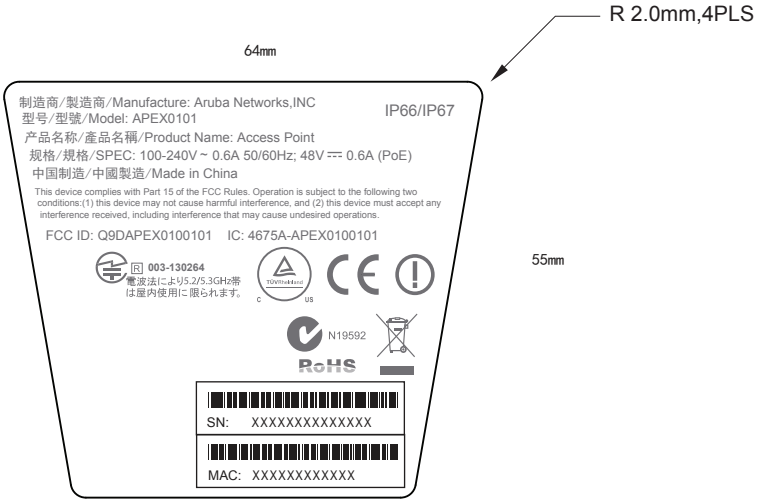 R 2.0mm,4PLS
64mm
制造商/製造商/Manufacture: Aruba Networks,INC
IP66/IP67
型号/型號/Model: APEX0101
产品名称/產品名稱/Product Name: Access Point
规格/規格/SPEC: 100-240V ~ 0.6A 50/60Hz; 48V ⎓ 0.6A (PoE)
中国制造/中國製造/Made in China
This device complies with Part 15 of the FCC Rules. Operation is subject to the following two
conditions:(1) this device may not cause harmful interference, and (2) this device must accept any
interference received, including interference that may cause undesired operations.
FCC ID: Q9DAPEX0100101 IC: 4675A-APEX0100101
R 003-130264
電波法により5.2/5.3GHz帯
は屋内使用に限られます。
TÜVRheinland
C US
CE
55mm
N19592
RoHS
SN: XXXXXXXXXXXXXX
MAC: XXXXXXXXXXXX